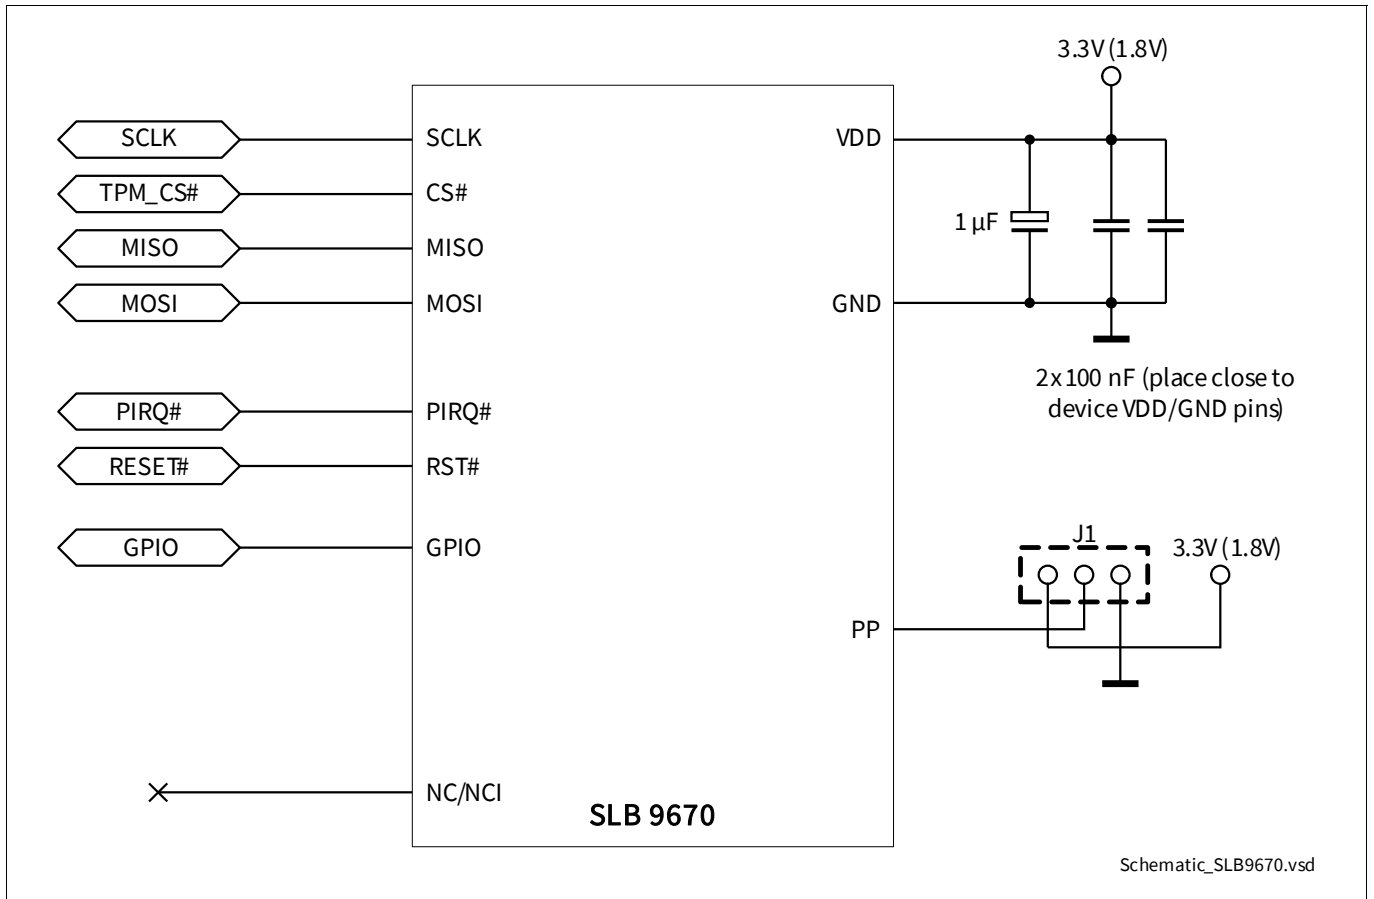 3.3V (1.8V)
SCLK
SCLK
VDD
TPM_CS#
CS#
1 µF
MISO
MISO
MOSI
MOSI
GND
2x100 nF (place close to
device VDD/GND pins)
PIRQ#
PIRQ#
RESET#
RST#
GPIO
GPIO
J1
3.3V (1.8V)
PP
NC/NCI
SLB 9670
Schematic_SLB9670.vsd